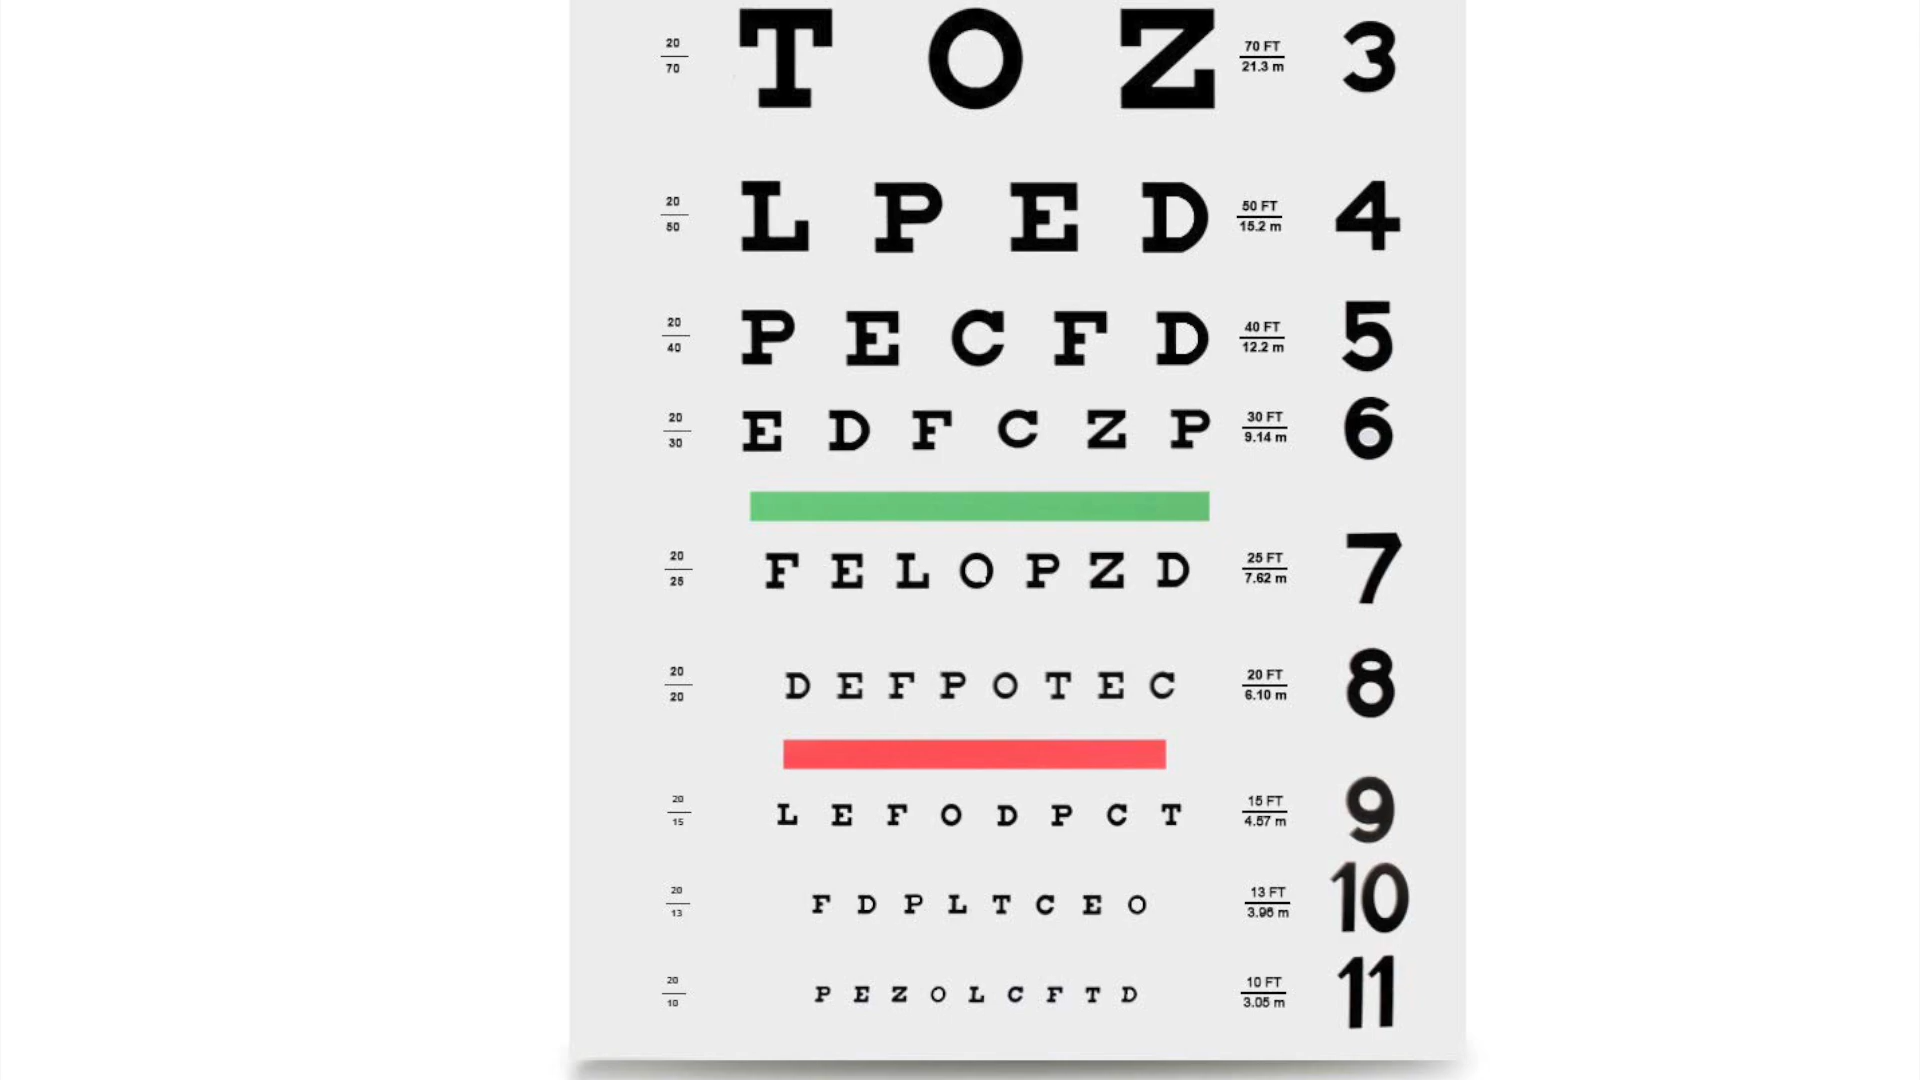 20/70 T O Z 70 FT/21.3 m 3
20/50 L P E D 50 FT/15.2 m 4
20/40 P E C F D 40 FT/12.2 m 5
20/30 E D F C Z P 30 FT/9.14 m 6
20/25 F E L O P Z D 25 FT/7.62 m 7
20/20 D E F P O T E C 20 FT/6.10 m 8
20/15 L E F O D P C T 15 FT/4.57 m 9
20/13 F D P L T C E O 13 FT/3.96 m 10
20/10 P E Z O L C F T D 10 FT/3.05 m 11